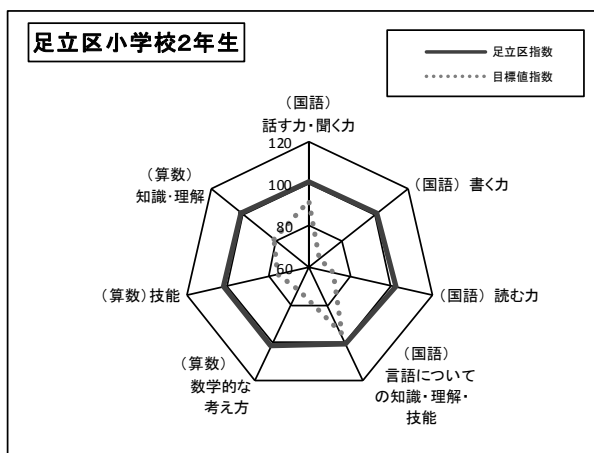 足立区小学校2年生
足立区指数
目標値指数
（国語）
話す力・聞く力
120
100
80
60
（国語） 書く力
（国語） 読む力
（国語）
言語について
の知識・理解・
技能
（算数）
数学的な
考え方
（算数）技能
（算数）
知識・理解